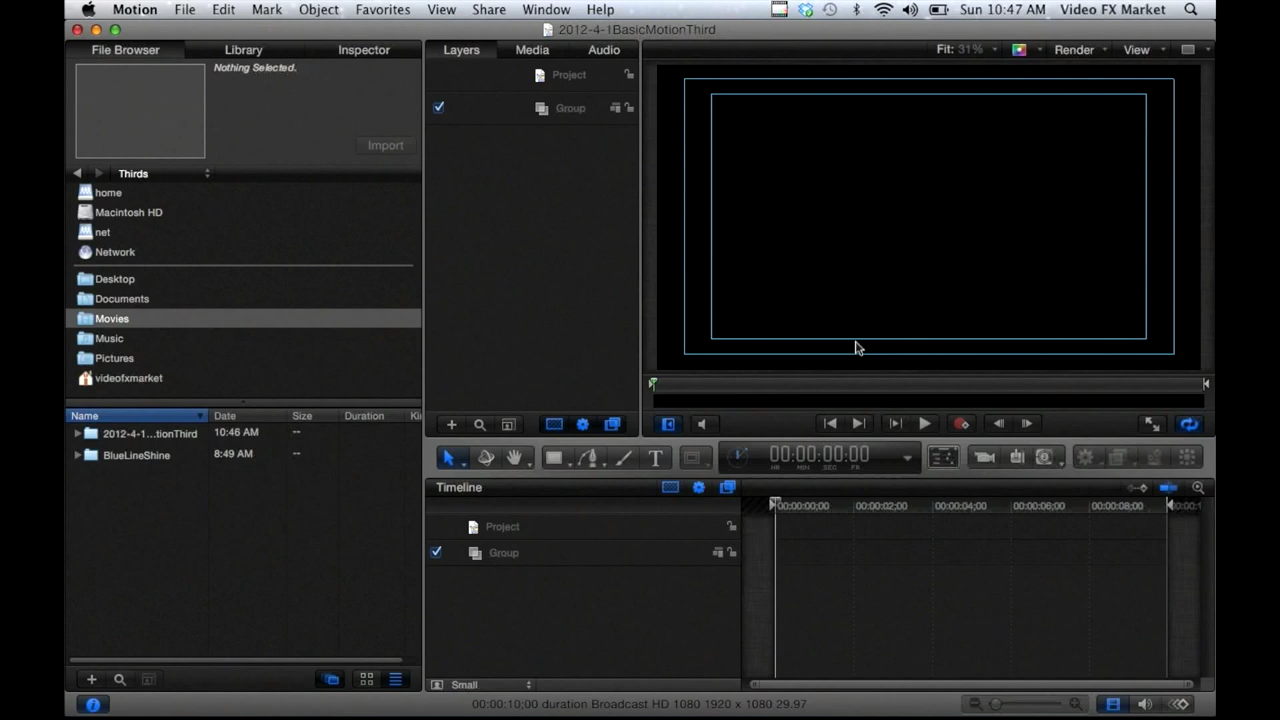 Motion File Edit Mark Object Favorites View Share Window Help Sun 10:47 AM Video FX Market
2012-4-1BasicMotionThird
File Browser Library Inspector Layers Media Audio Fit: 31% Render View
Nothing Selected.
Project
Group
Import
Thirds
home
Macintosh HD
net
Network
Desktop
Documents
Movies
Music
Pictures
videofxmarket
Name Date Size Duration
2012-4-1...tionThird 10:46 AM --
BlueLineShine 8:49 AM --
T 00:00:00:00
HR MIN SEC FR
Timeline
00:00:00;00 00:00:02;00 00:00:04;00 00:00:06;00 00:00:08;00
Project
Group
Small
00:00:10;00 duration Broadcast HD 1080 1920 x 1080 29.97